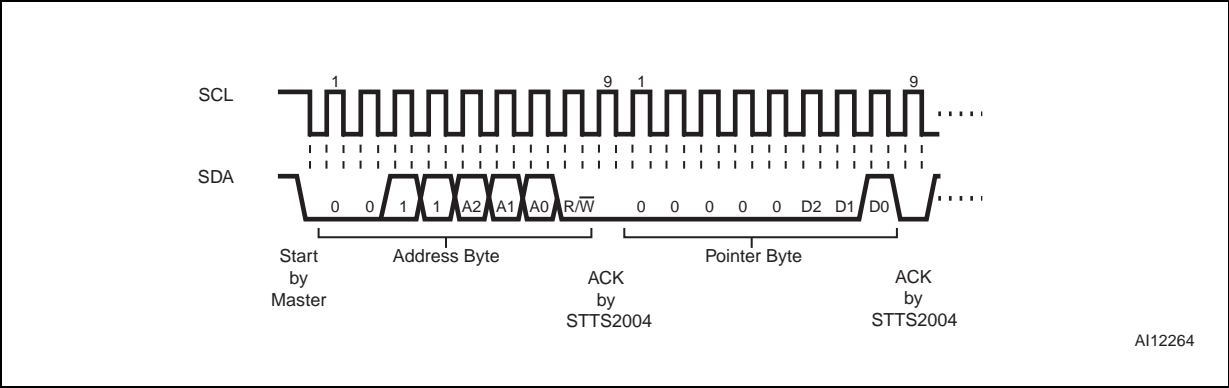 1 9 1 9
SCL
SDA
0 0 1 1 A2 A1 A0 R/W̅ 0 0 0 0 0 D2 D1 D0
Start
by
Master
Address Byte
Pointer Byte
ACK
by
STTS2004
ACK
by
STTS2004
AI12264